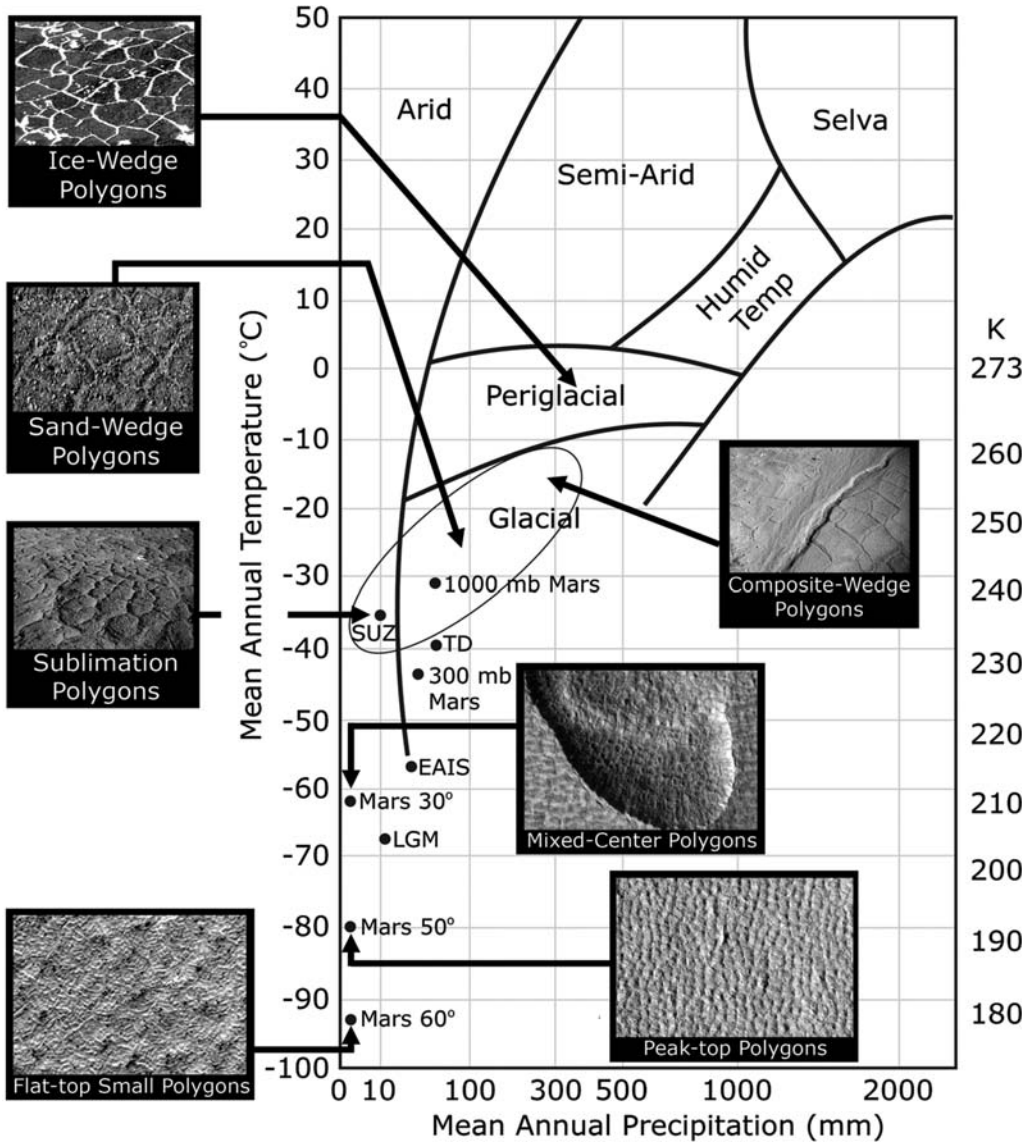 50
40
30
20
10
0
-10
-20
-30
-40
-50
-60
-70
-80
-90
-100
Mean Annual Temperature (°C)
Ice-Wedge
Polygons
Sand-Wedge
Polygons
Sublimation
Polygons
Flat-top Small Polygons
Arid
Semi-Arid
Selva
Humid
Temp
Periglacial
Glacial
1000 mb Mars
SUZ
TD
300 mb
Mars
EAIS
Mars 30°
LGM
Mars 50°
Mars 60°
Composite-Wedge
Polygons
Mixed-Center Polygons
Peak-top Polygons
K
273
260
250
240
230
220
210
200
190
180
0 10 100 300 500 1000 2000
Mean Annual Precipitation (mm)